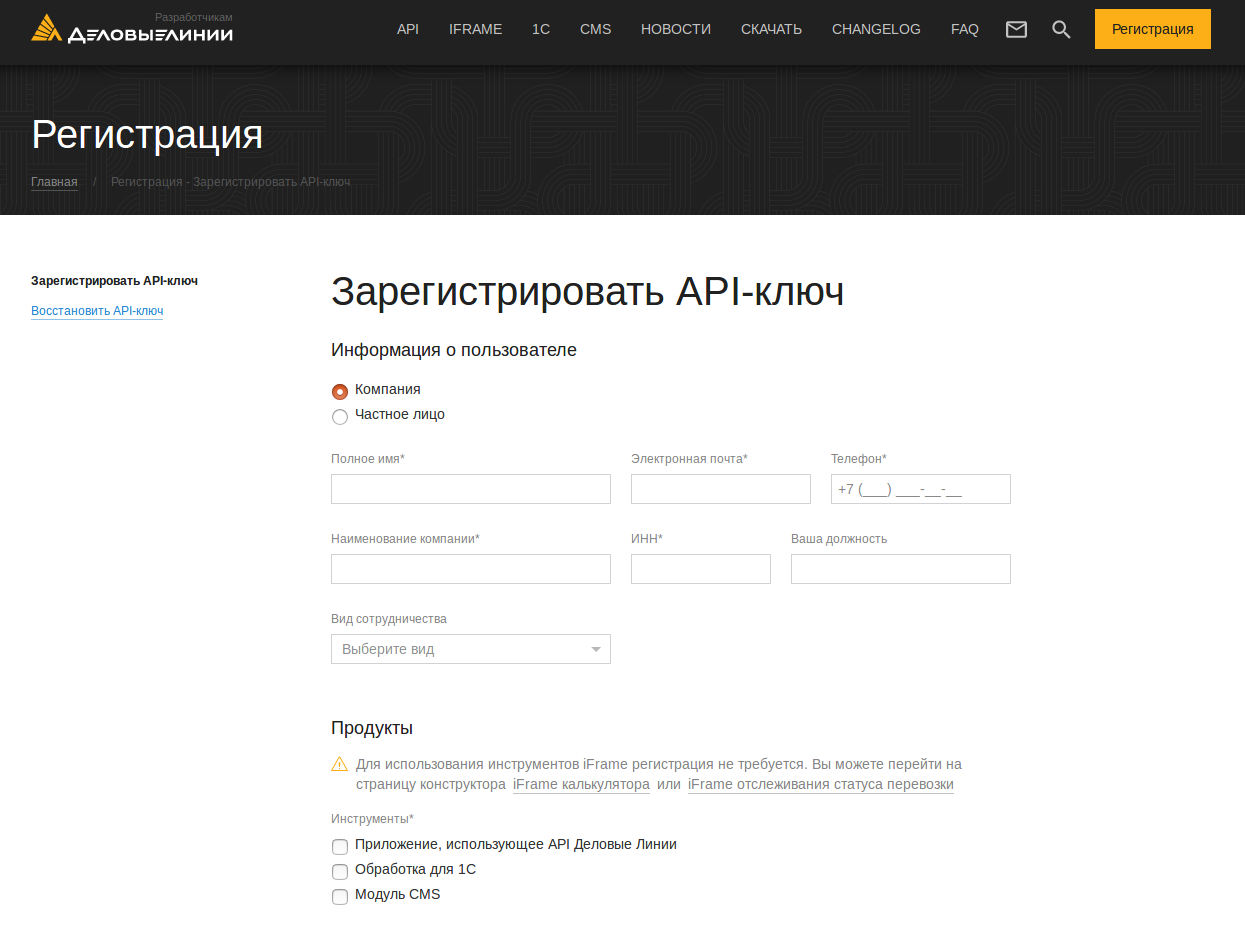 Разработчикам
ДЕЛОВЫЕЛИНИИ
API IFRAME 1С CMS НОВОСТИ СКАЧАТЬ CHANGELOG FAQ Регистрация
Регистрация
Главная / Регистрация - Зарегистрировать API-ключ
Зарегистрировать API-ключ
Восстановить API-ключ
Зарегистрировать API-ключ
Информация о пользователе
Компания
Частное лицо
Полное имя* Электронная почта* Телефон*
+7 (___) ___-__-__
Наименование компании* ИНН* Ваша должность
Вид сотрудничества
Выберите вид
Продукты
Для использования инструментов iFrame регистрация не требуется. Вы можете перейти на
страницу конструктора iFrame калькулятора или iFrame отслеживания статуса перевозки
Инструменты*
Приложение, использующее API Деловые Линии
Обработка для 1С
Модуль CMS